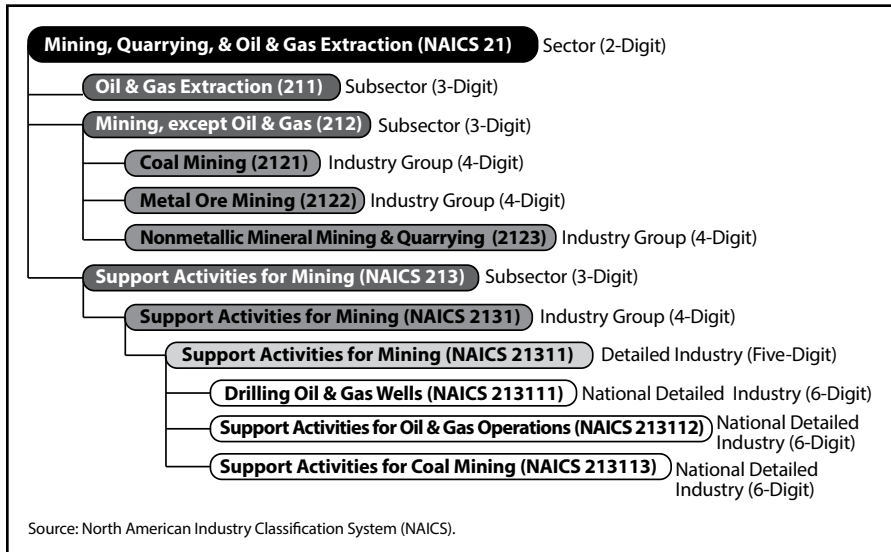 Mining, Quarrying, & Oil & Gas Extraction (NAICS 21) Sector (2-Digit)
Oil & Gas Extraction (211) Subsector (3-Digit)
Mining, except Oil & Gas (212) Subsector (3-Digit)
Coal Mining (2121) Industry Group (4-Digit)
Metal Ore Mining (2122) Industry Group (4-Digit)
Nonmetallic Mineral Mining & Quarrying (2123) Industry Group (4-Digit)
Support Activities for Mining (NAICS 213) Subsector (3-Digit)
Support Activities for Mining (NAICS 2131) Industry Group (4-Digit)
Support Activities for Mining (NAICS 21311) Detailed Industry (Five-Digit)
Drilling Oil & Gas Wells (NAICS 213111) National Detailed Industry (6-Digit)
Support Activities for Oil & Gas Operations (NAICS 213112) National Detailed
Industry (6-Digit)
Support Activities for Coal Mining (NAICS 213113) National Detailed
Industry (6-Digit)
Source: North American Industry Classification System (NAICS).